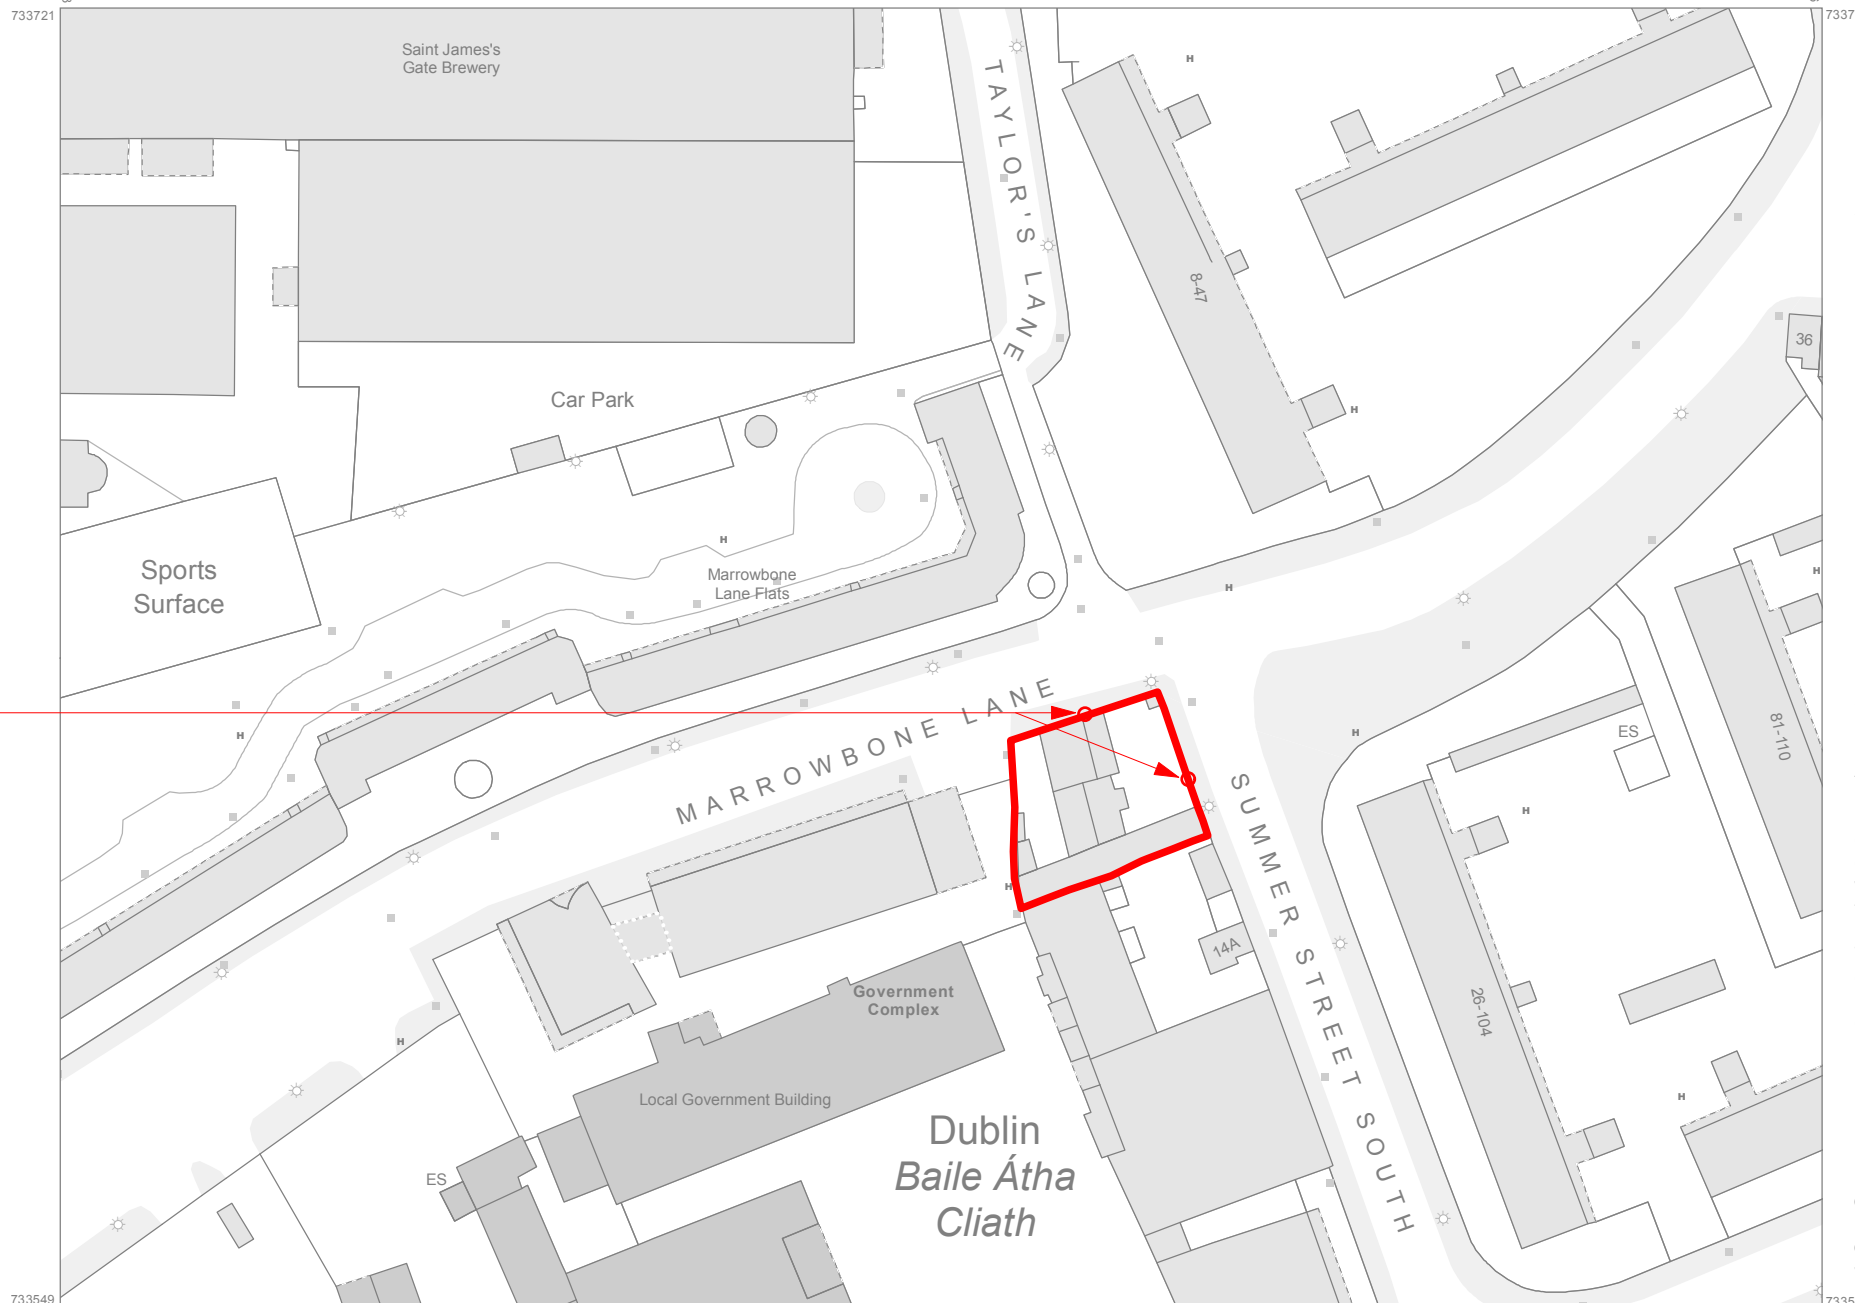 733721
7337
Saint James's
Gate Brewery
TAYLOR'S LANE
H
8-47
36
Car Park
H
Sports
Surface
H
Marrowbone
Lane Flats
H
H
MARROWBONE LANE
H
H
ES
81-110
H
SUMMER STREET SOUTH
H
14A
Government
Complex
26-104
H
Local Government Building
H
Dublin
Baile Átha
Cliath
ES
733549
7335